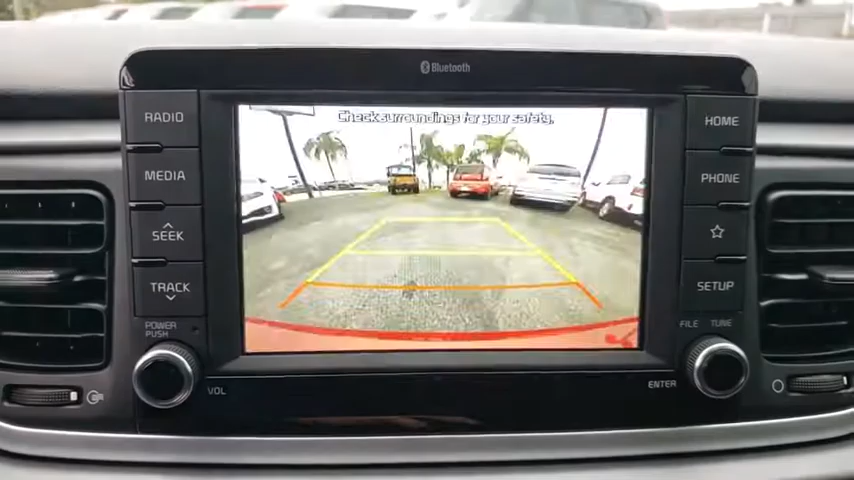 Bluetooth
RADIO
MEDIA
SEEK
TRACK
POWER
PUSH
VOL
Check surroundings for your safety.
HOME
PHONE
SETUP
FILE
TUNE
ENTER